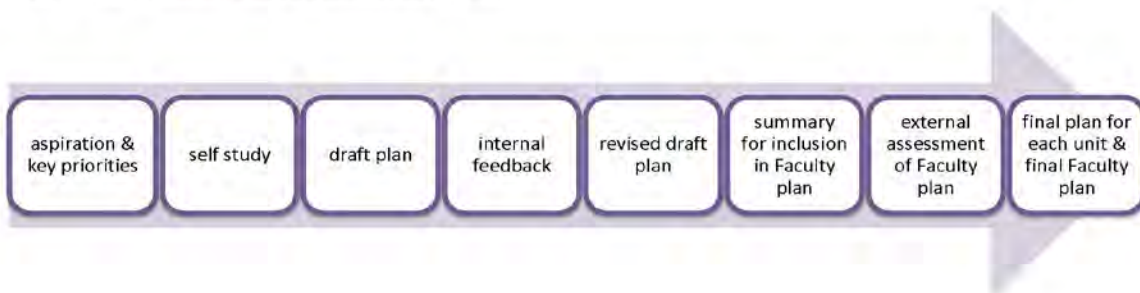 aspiration &
key priorities
self study
draft plan
internal
feedback
revised draft
plan
summary
for inclusion
in Faculty
plan
external
assessment
of Faculty
plan
final plan for
each unit &
final Faculty
plan